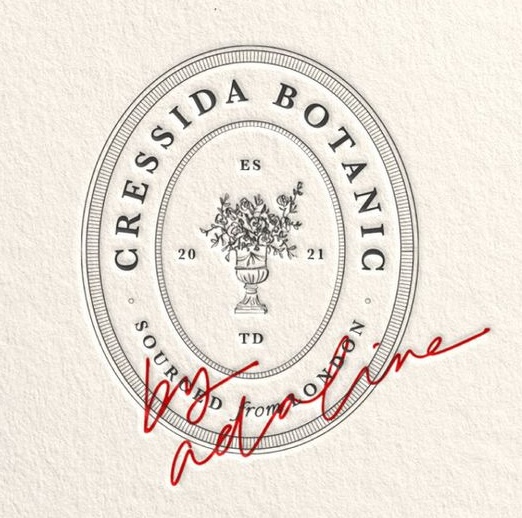 CRESSIDA BOTANIC
ES
20 21
TD
SOURCED from LONDON
by
adaline